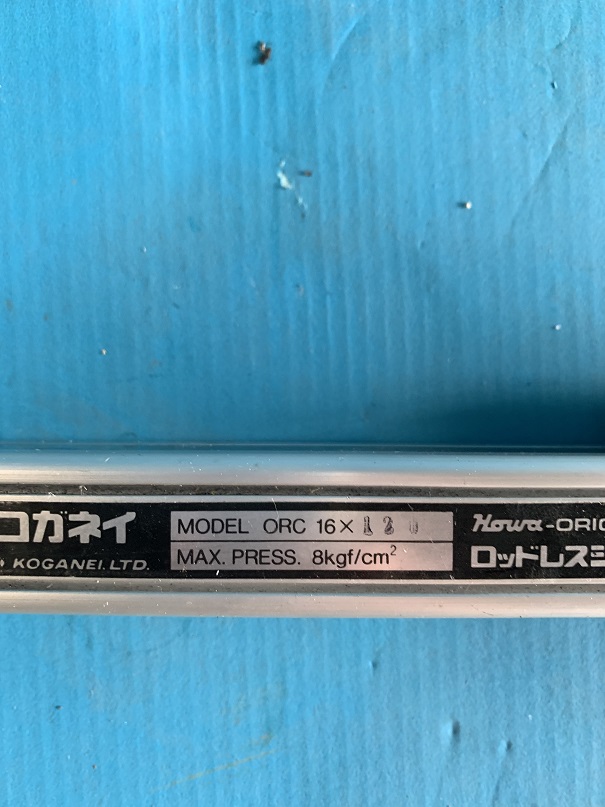 コガネイ
KOGANEI. LTD.
MODEL ORC 16×
MAX. PRESS. 8kgf/cm²
Howa-ORIG
ロッドレスシ